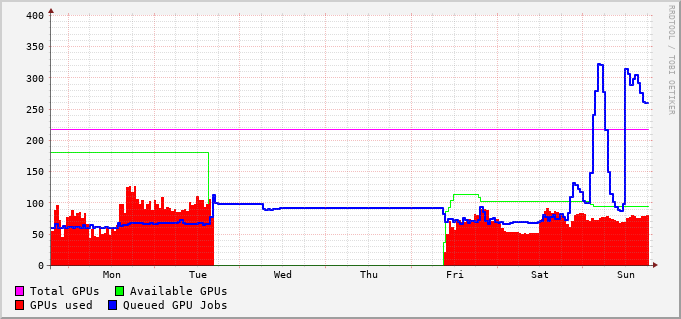 400
350
300
250
200
150
100
50
0
Mon Tue Wed Thu Fri Sat Sun
Total GPUs Available GPUs
GPUs used Queued GPU Jobs
RRDTOOL / TOBI OETIKER